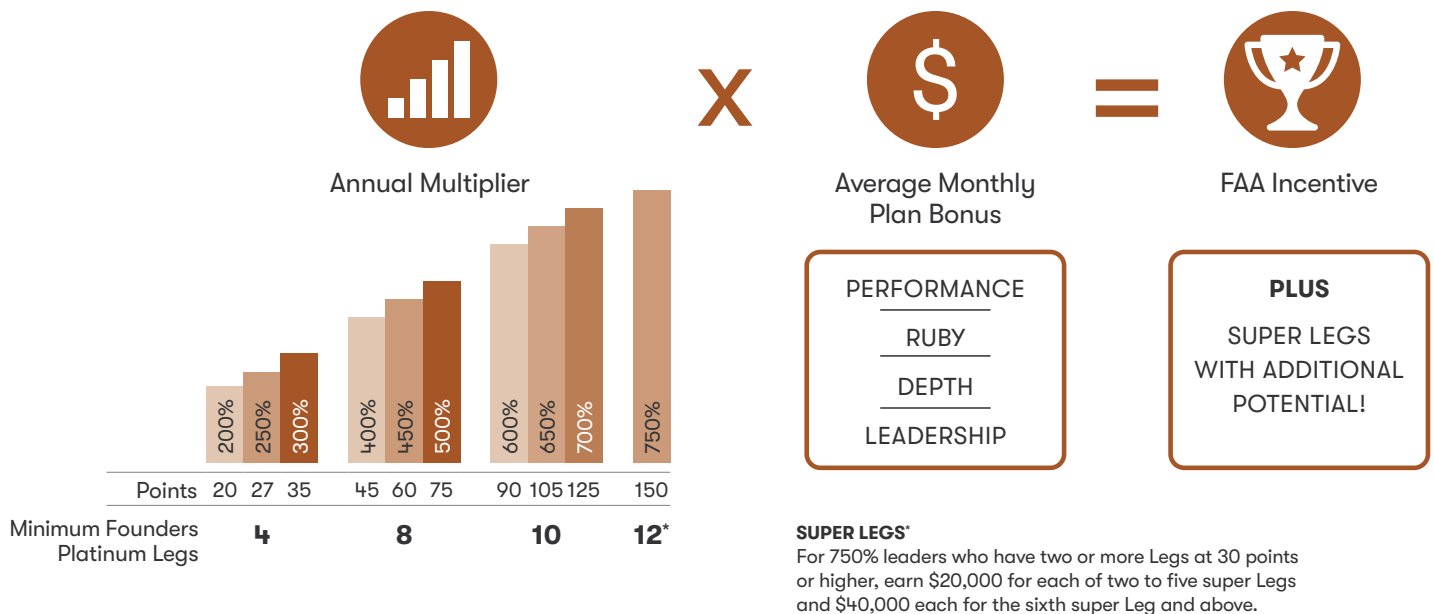 X
$
=
Annual Multiplier
Average Monthly
Plan Bonus
FAA Incentive
200%
250%
300%
400%
450%
500%
600%
650%
700%
750%
Points 20 27 35 45 60 75 90 105 125 150
Minimum Founders
Platinum Legs
4 8 10 12*
PERFORMANCE
RUBY
DEPTH
LEADERSHIP
PLUS
SUPER LEGS
WITH ADDITIONAL
POTENTIAL!
SUPER LEGS*
For 750% leaders who have two or more Legs at 30 points
or higher, earn $20,000 for each of two to five super Legs
and $40,000 each for the sixth super Leg and above.